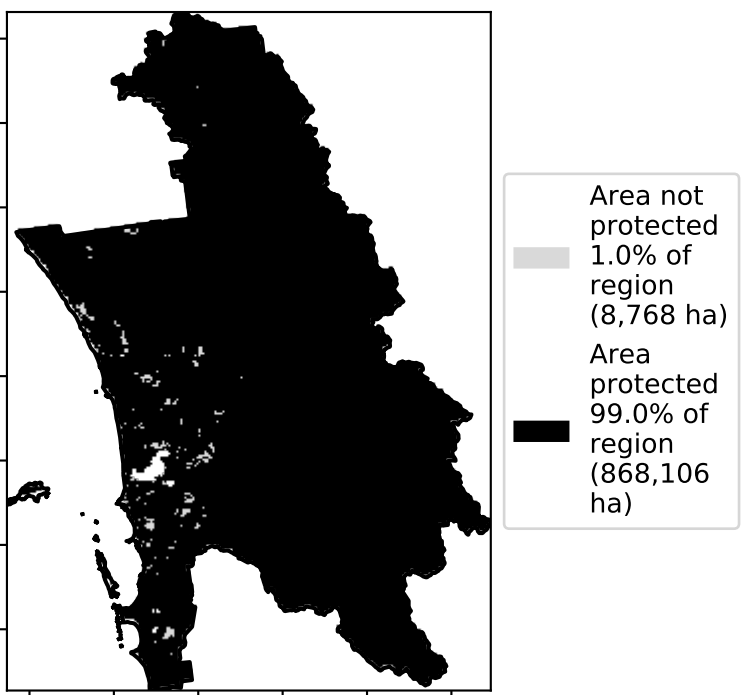 Area not
protected
1.0% of
region
(8,768 ha)
Area
protected
99.0% of
region
(868,106
ha)